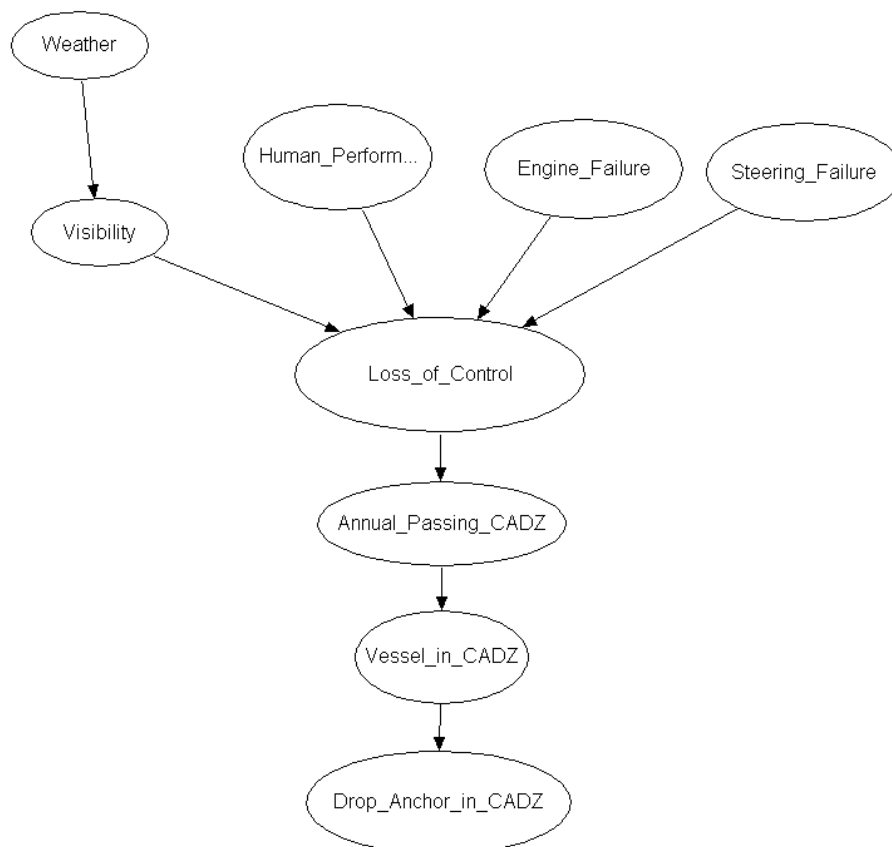 Weather
Human_Perform...
Engine_Failure
Steering_Failure
Visibility
Loss_of_Control
Annual_Passing_CADZ
Vessel_in_CADZ
Drop_Anchor_in_CADZ